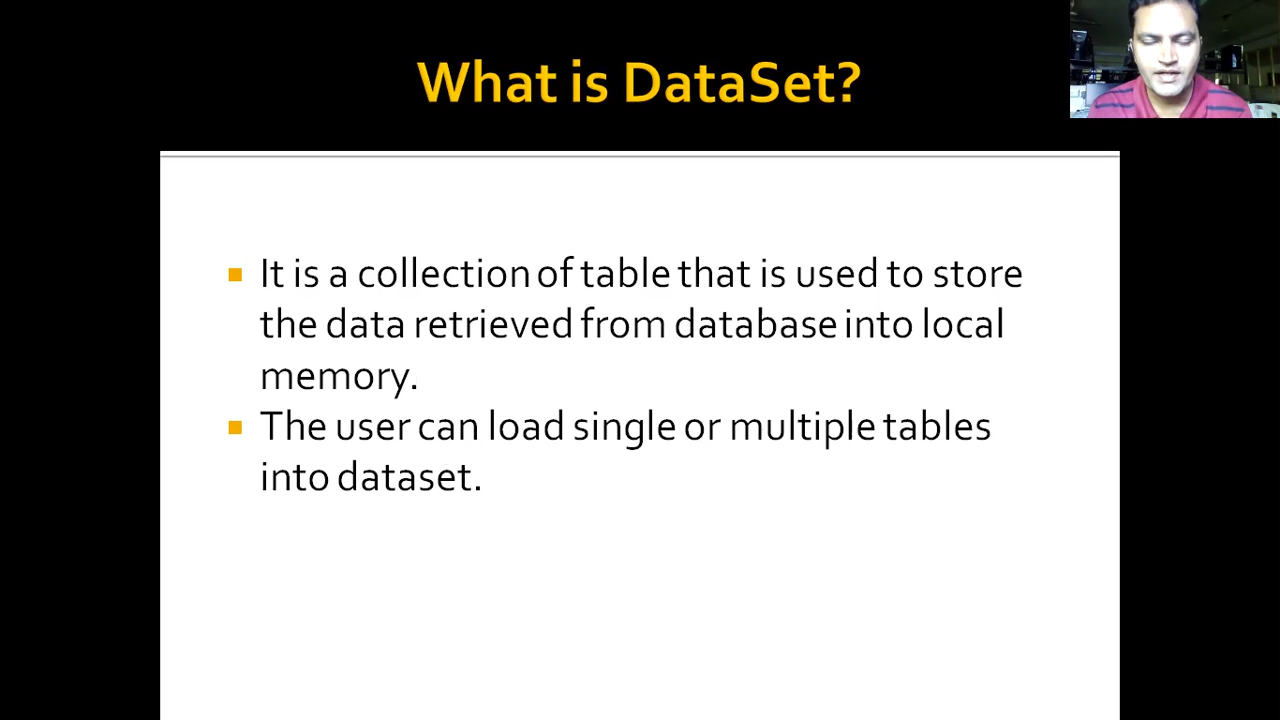 What is DataSet?
It is a collection of table that is used to store
the data retrieved from database into local
memory.
The user can load single or multiple tables
into dataset.